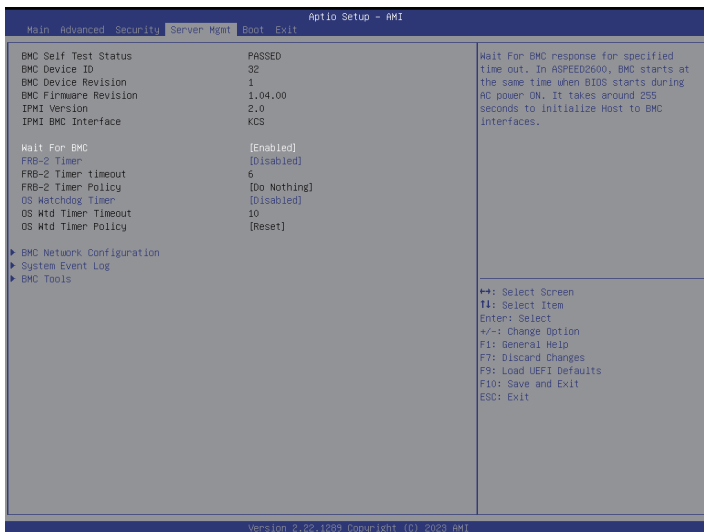 Aptio Setup – AMI
Main Advanced Security Server Mgmt Boot Exit
BMC Self Test Status PASSED
BMC Device ID 32
BMC Device Revision 1
BMC Firmware Revision 1.04.00
IPMI Version 2.0
IPMI BMC Interface KCS
Wait For BMC [Enabled]
FRB-2 Timer [Disabled]
FRB-2 Timer timeout 6
FRB-2 Timer Policy [Do Nothing]
OS Watchdog Timer [Disabled]
OS Wtd Timer Timeout 10
OS Wtd Timer Policy [Reset]
BMC Network Configuration
System Event Log
BMC Tools
Wait For BMC response for specified
time out. In ASPEED2600, BMC starts at
the same time when BIOS starts during
AC power ON. It takes around 255
seconds to initialize Host to BMC
interfaces.
↔: Select Screen
↑↓: Select Item
Enter: Select
+/-: Change Option
F1: General Help
F7: Discard Changes
F9: Load UEFI Defaults
F10: Save and Exit
ESC: Exit
Version 2.22.1289 Copyright (C) 2023 AMI